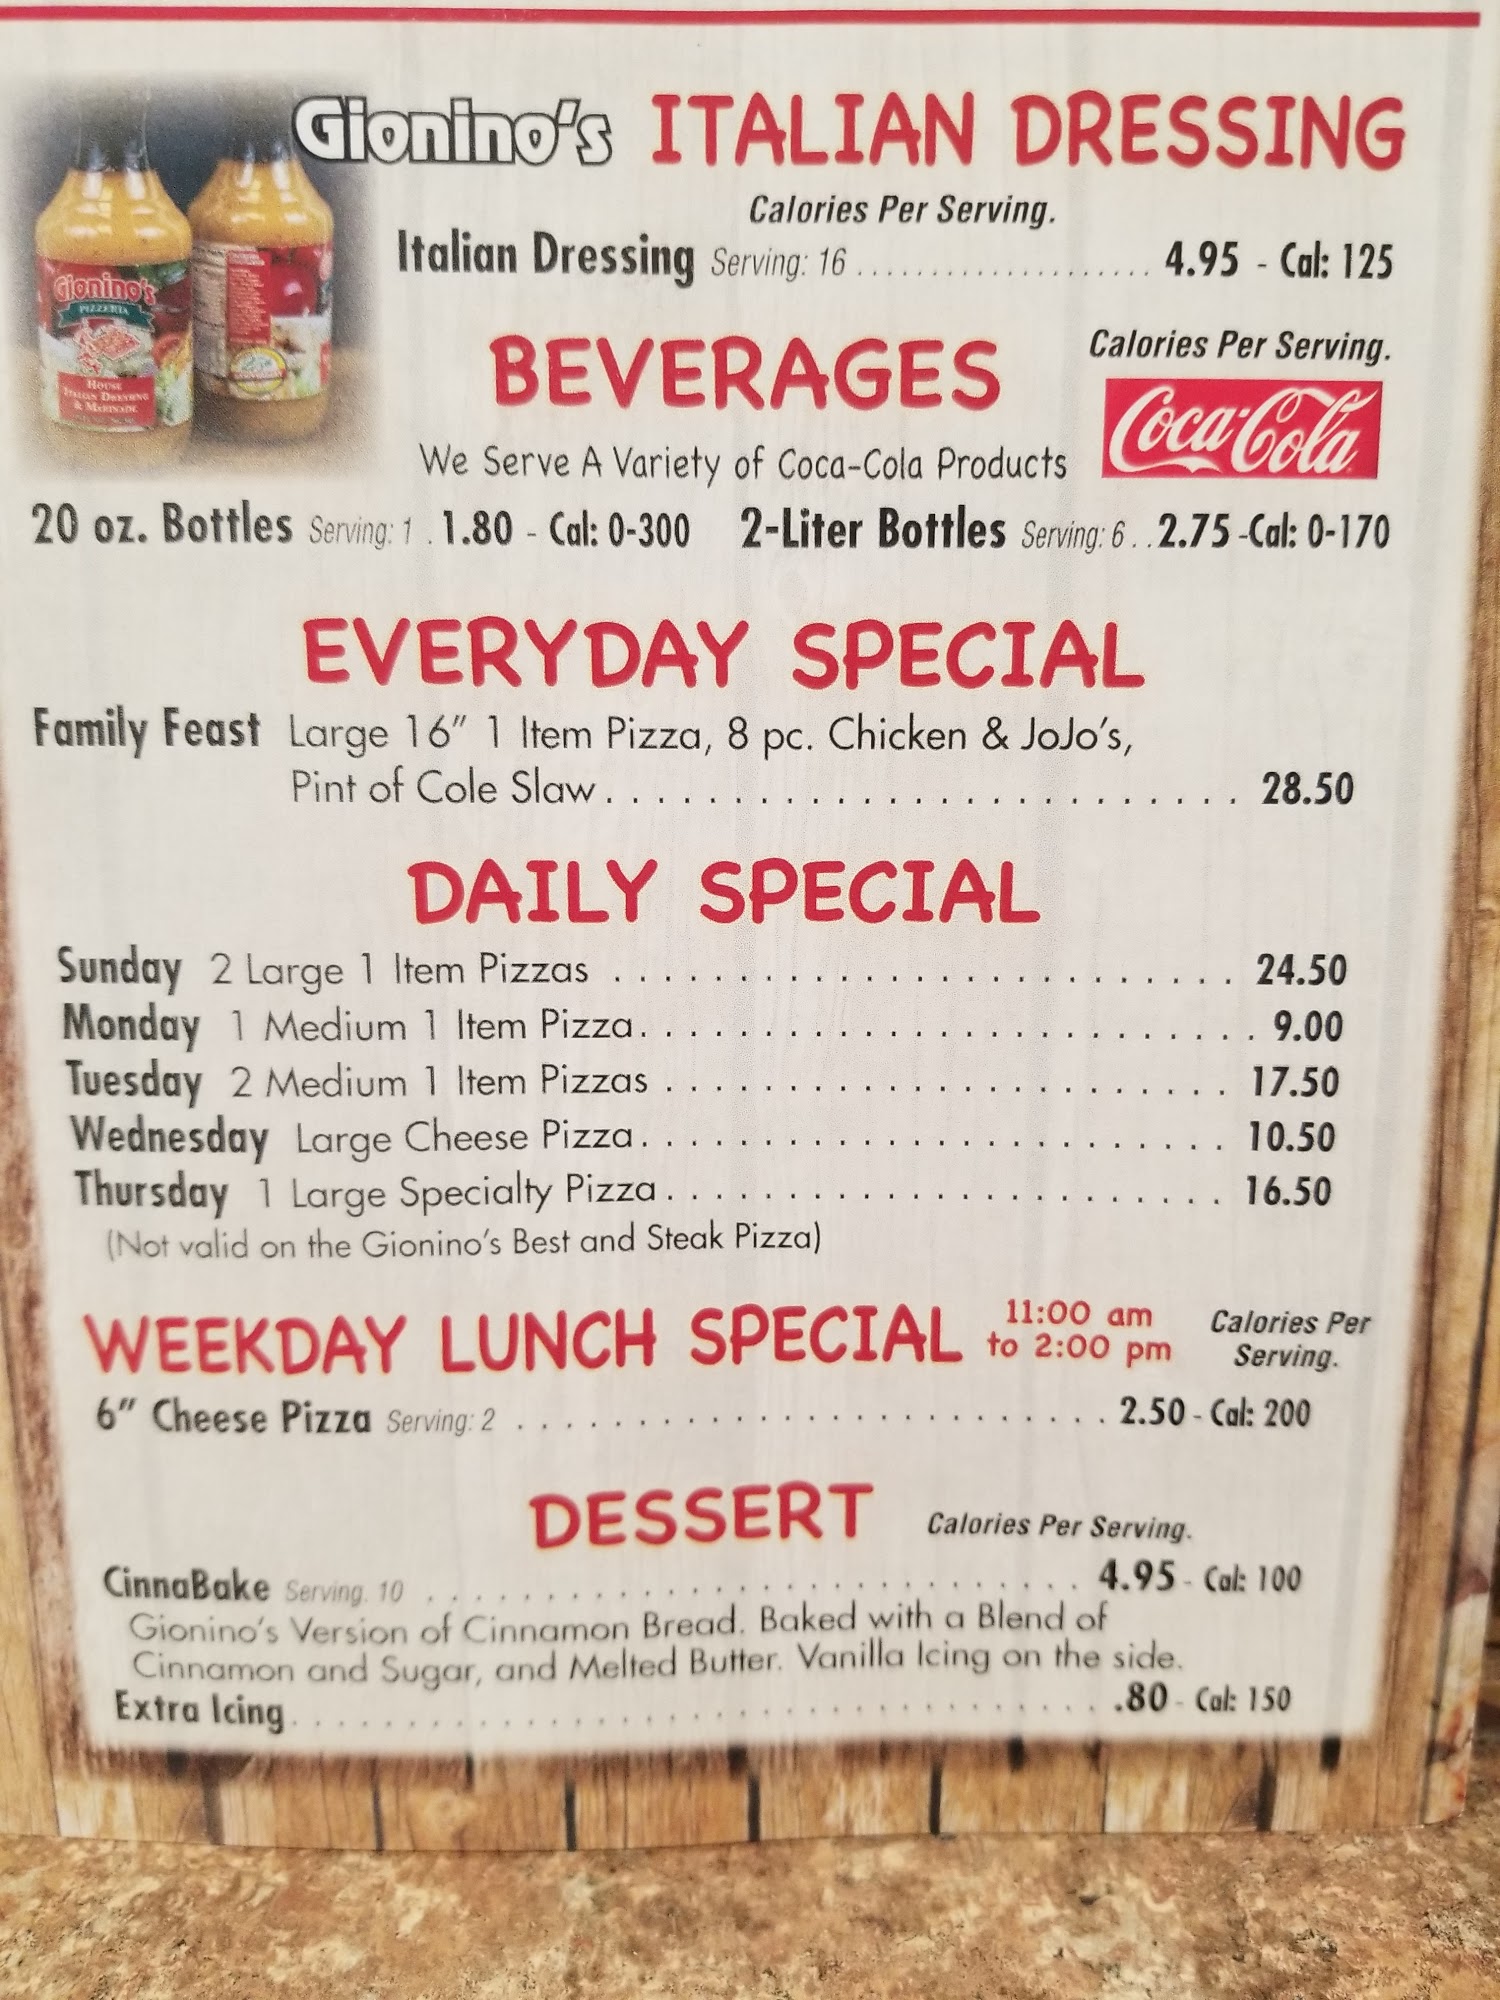 Gionino's ITALIAN DRESSING
Calories Per Serving.
Italian Dressing Serving: 16 .................... 4.95 - Cal: 125
Gionino's
PIZZERIA
HOUSE
ITALIAN DRESSING
& MARINADE
BEVERAGES
Calories Per Serving.
Coca-Cola
We Serve A Variety of Coca-Cola Products
20 oz. Bottles Serving: 1 . 1.80 - Cal: 0-300
2-Liter Bottles Serving: 6 . . 2.75 -Cal: 0-170
EVERYDAY SPECIAL
Family Feast Large 16" 1 Item Pizza, 8 pc. Chicken & JoJo's,
Pint of Cole Slaw . . . . . . . . . . . . . . . . . . . . . . . . . 28.50
DAILY SPECIAL
Sunday 2 Large 1 Item Pizzas . . . . . . . . . . . . . . . . . . . . . . . . . 24.50
Monday 1 Medium 1 Item Pizza. . . . . . . . . . . . . . . . . . . . . . . . . 9.00
Tuesday 2 Medium 1 Item Pizzas . . . . . . . . . . . . . . . . . . . . . . . 17.50
Wednesday Large Cheese Pizza. . . . . . . . . . . . . . . . . . . . . . . . 10.50
Thursday 1 Large Specialty Pizza . . . . . . . . . . . . . . . . . . . . . . . 16.50
(Not valid on the Gionino's Best and Steak Pizza)
WEEKDAY LUNCH SPECIAL 11:00 am
to 2:00 pm
Calories Per
Serving.
6" Cheese Pizza Serving: 2 . . . . . . . . . . . . . . . . . . . . . . . . 2.50 - Cal: 200
DESSERT Calories Per Serving.
CinnaBake Serving. 10 . . . . . . . . . . . . . . . . . . . . . . . . . . . 4.95 - Cal: 100
Gionino's Version of Cinnamon Bread. Baked with a Blend of
Cinnamon and Sugar, and Melted Butter. Vanilla Icing on the side.
Extra Icing. . . . . . . . . . . . . . . . . . . . . . . . . . . . . . . . . .80 - Cal: 150